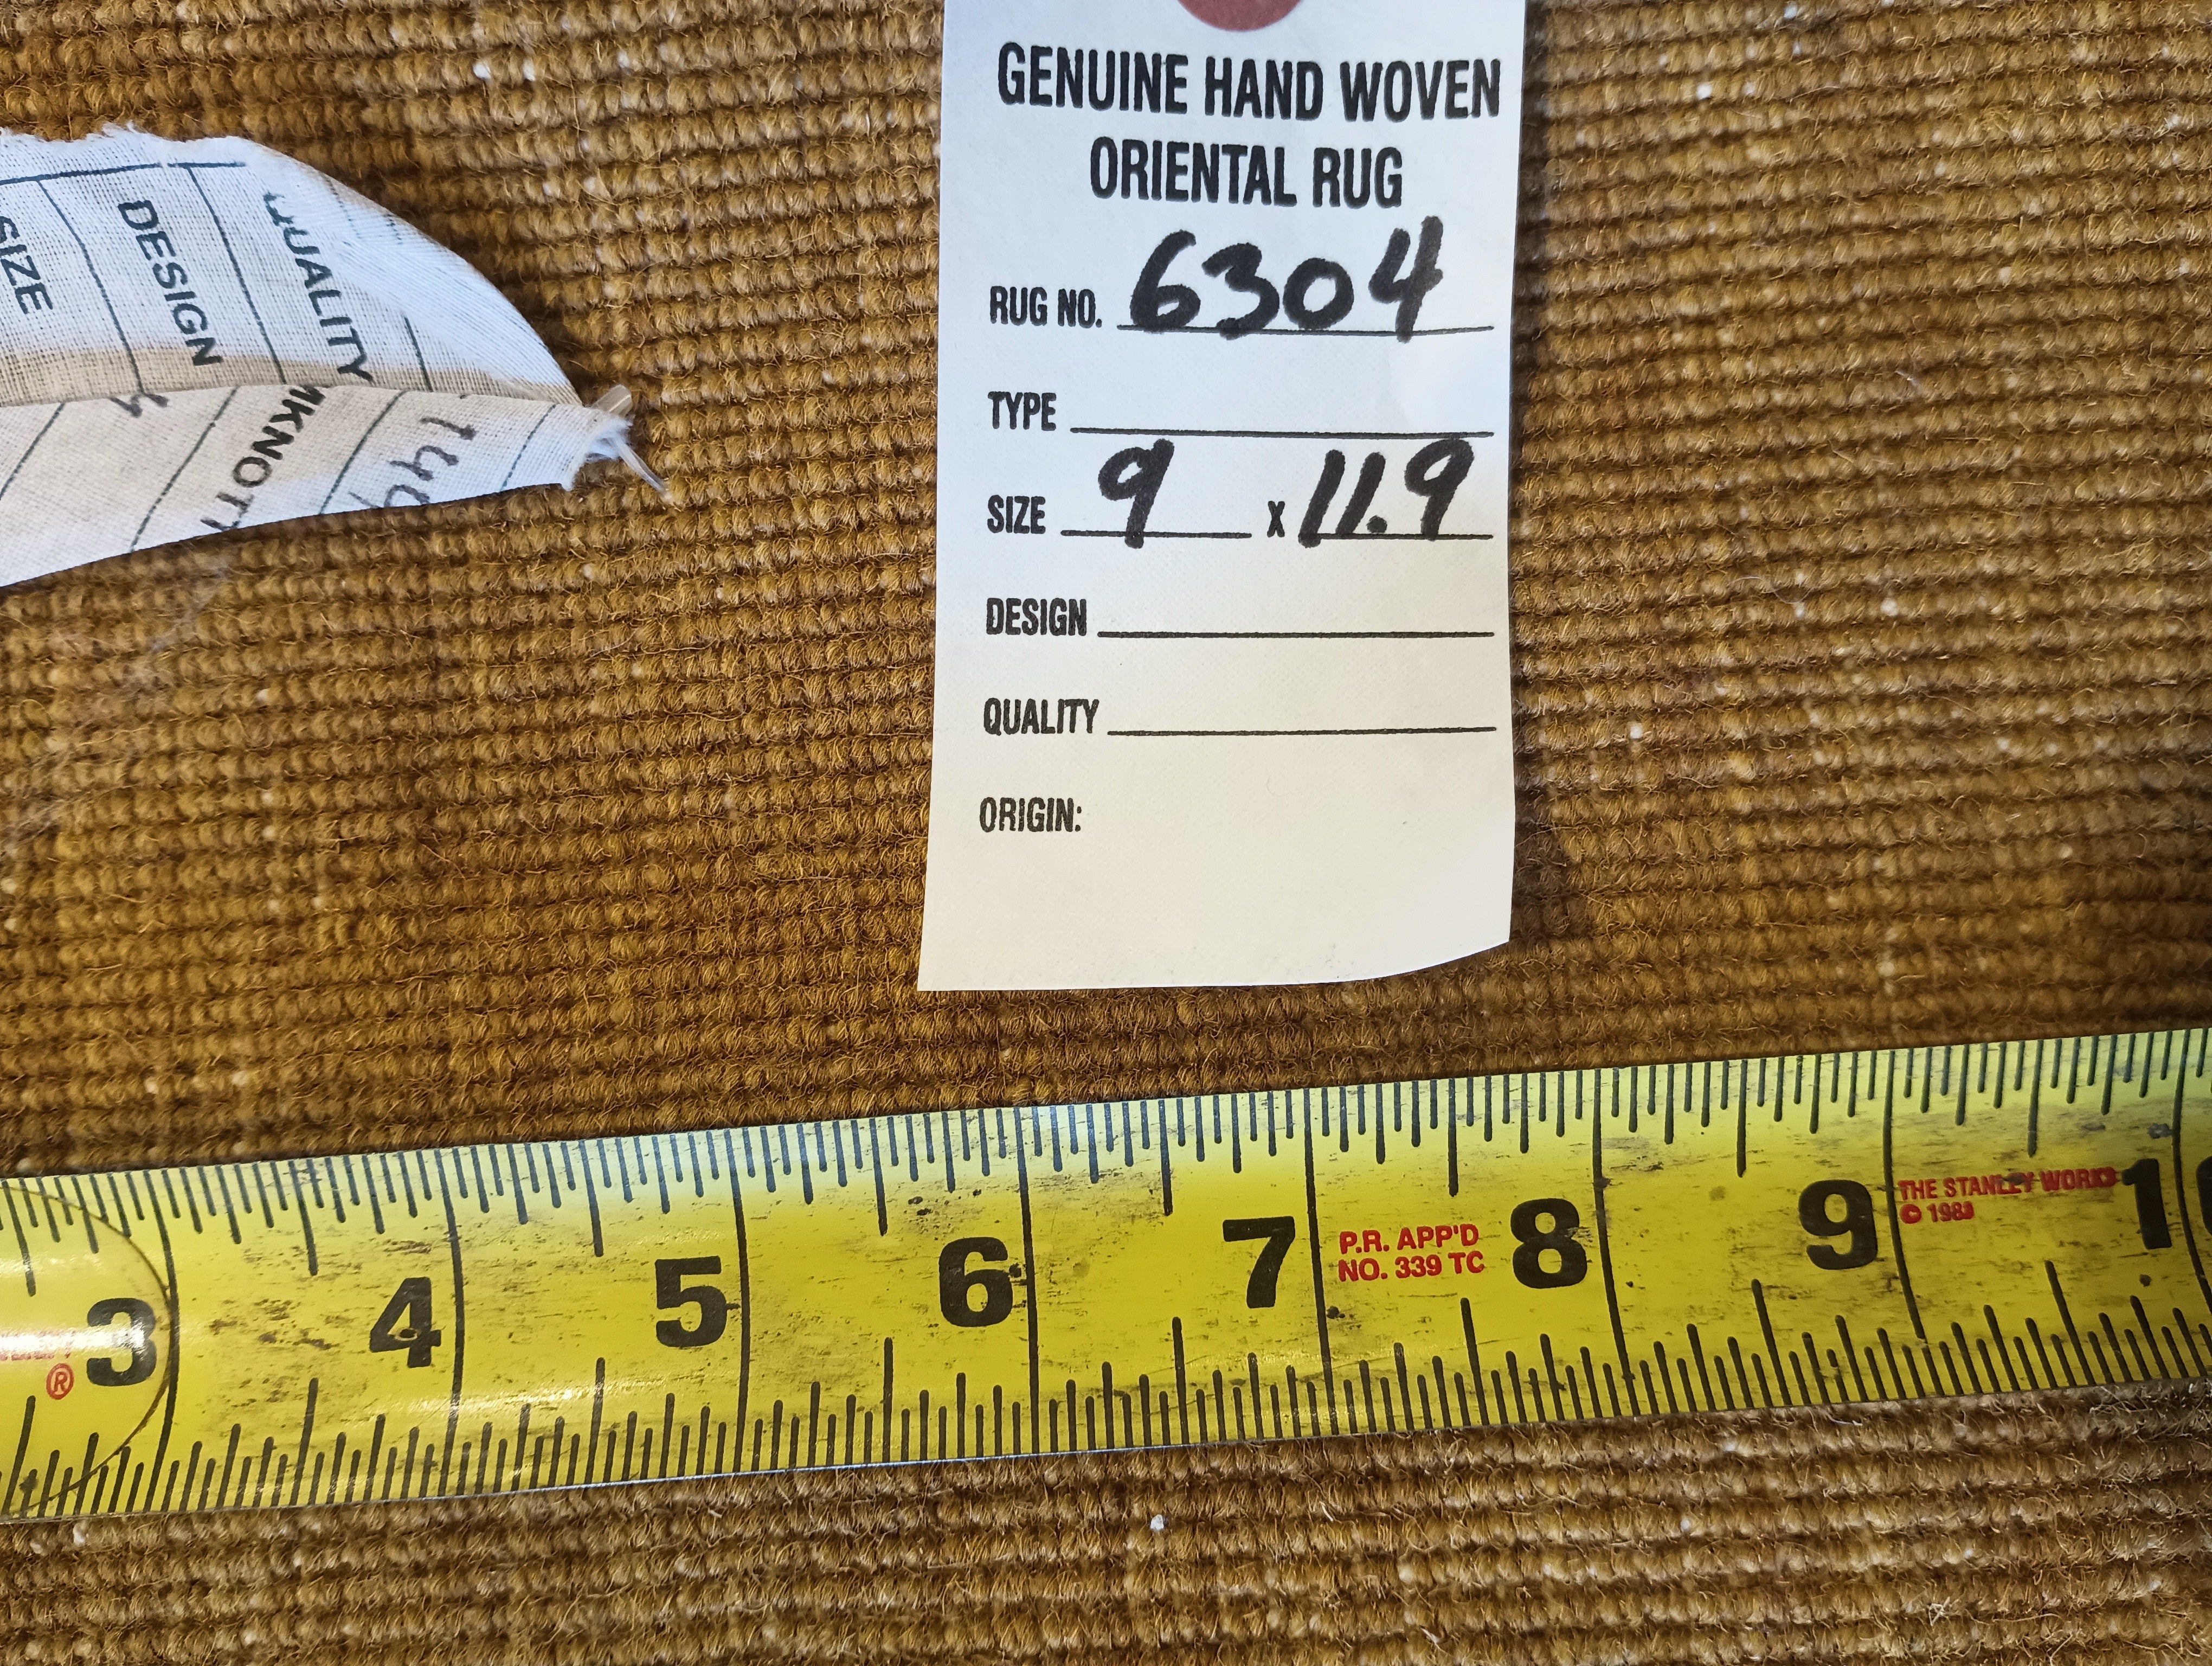 GENUINE HAND WOVEN
ORIENTAL RUG
RUG NO. 6304
TYPE
SIZE 9 x 11.9
DESIGN
QUALITY
ORIGIN:
SIZE
DESIGN
QUALITY
3 4 5 6 7 8 9 10
®
P.R. APP'D
NO. 339 TC
THE STANLEY WORKS